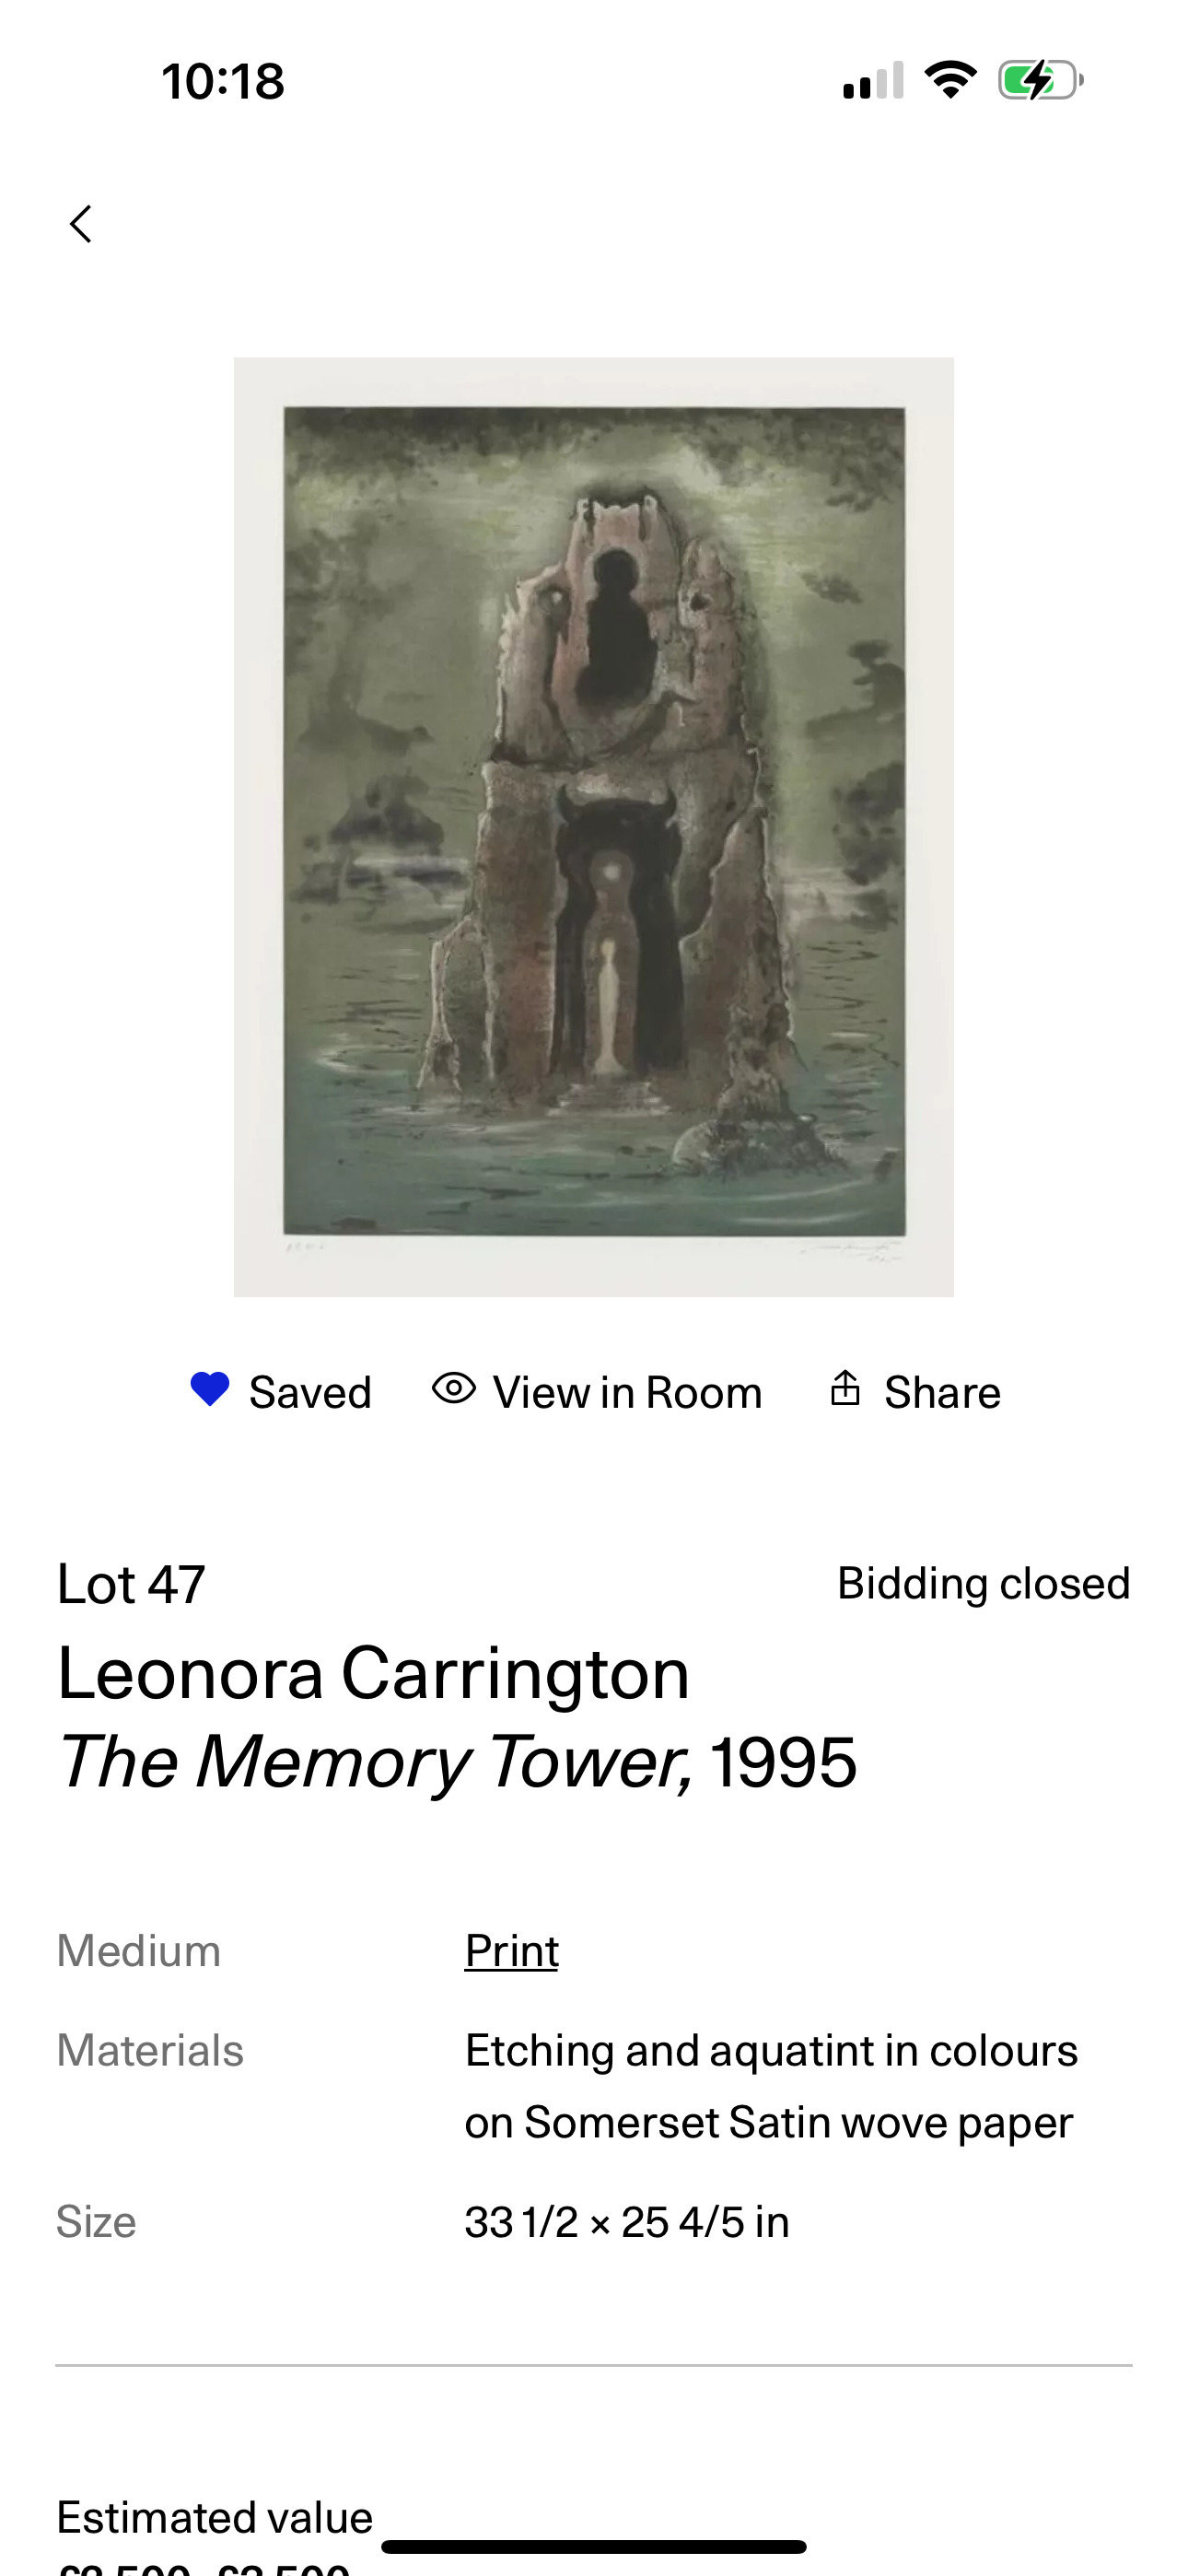 10:18
Saved
View in Room
Share
Lot 47
Bidding closed
Leonora Carrington
The Memory Tower, 1995
Medium
Print
Materials
Etching and aquatint in colours
on Somerset Satin wove paper
Size
33 1/2 × 25 4/5 in
Estimated value